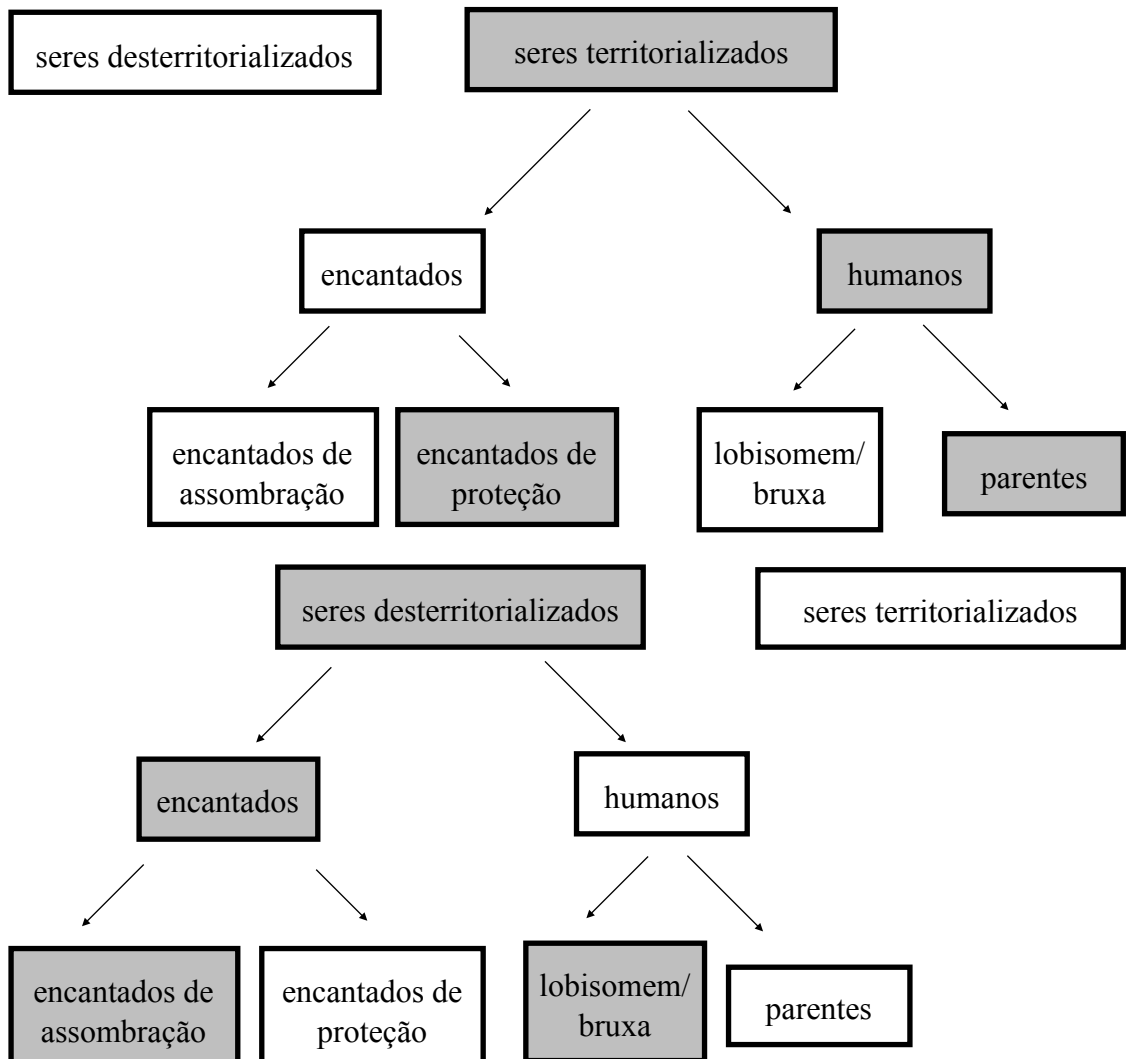 seres desterritorializados
seres territorializados
encantados
humanos
encantados de
assombração
encantados de
proteção
lobisomem/
bruxa
parentes
seres desterritorializados
seres territorializados
encantados
humanos
encantados de
assombração
encantados de
proteção
lobisomem/
bruxa
parentes